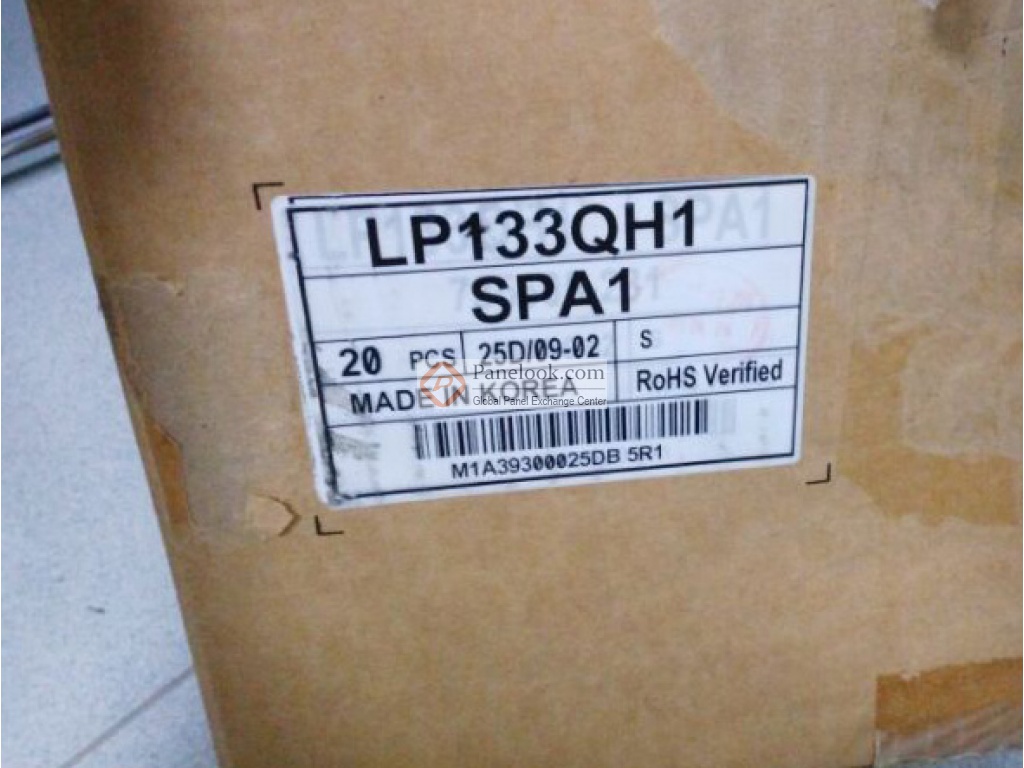 LP133QH1
SPA1
20 PCS 25D/09-02 S
MADE IN KOREA RoHS Verified
Panelook.com
Global Panel Exchange Center
M1A39300025DB 5R1